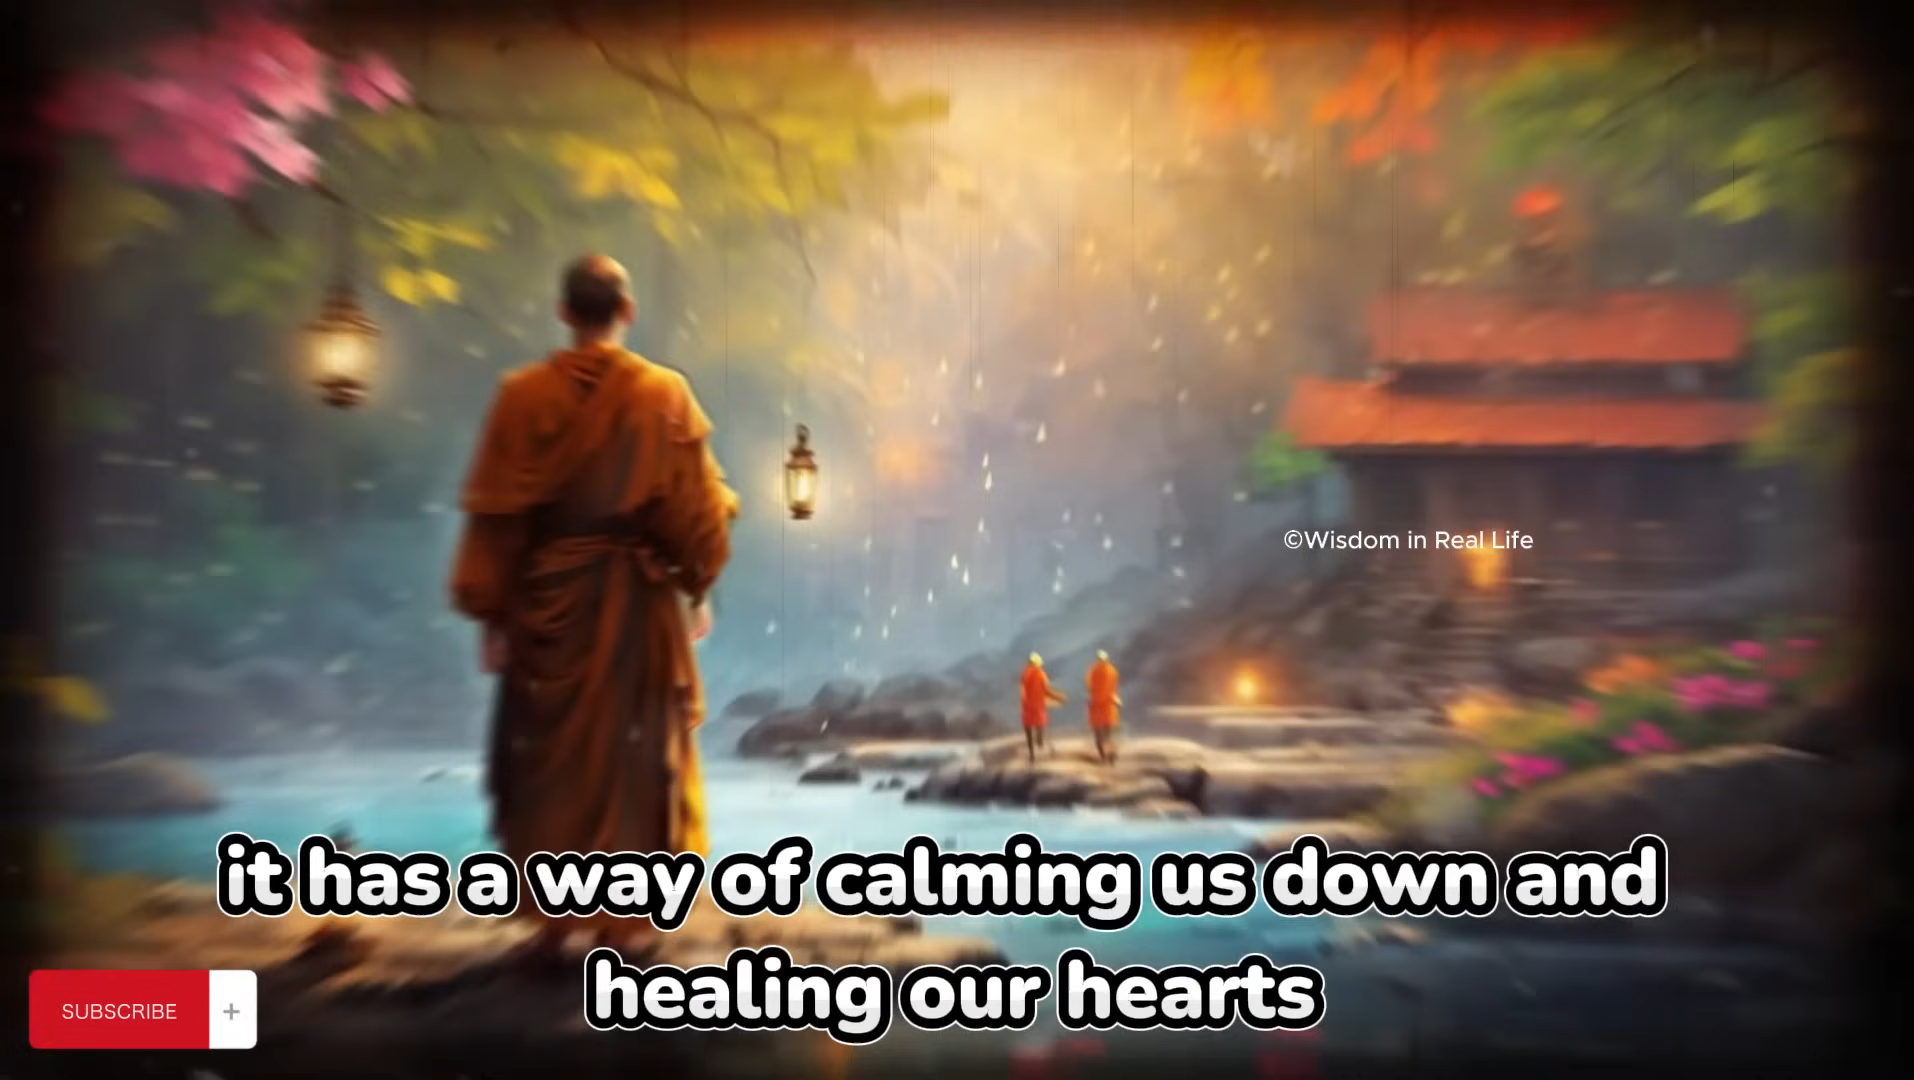 ©Wisdom in Real Life
it has a way of calming us down and
healing our hearts
SUBSCRIBE +